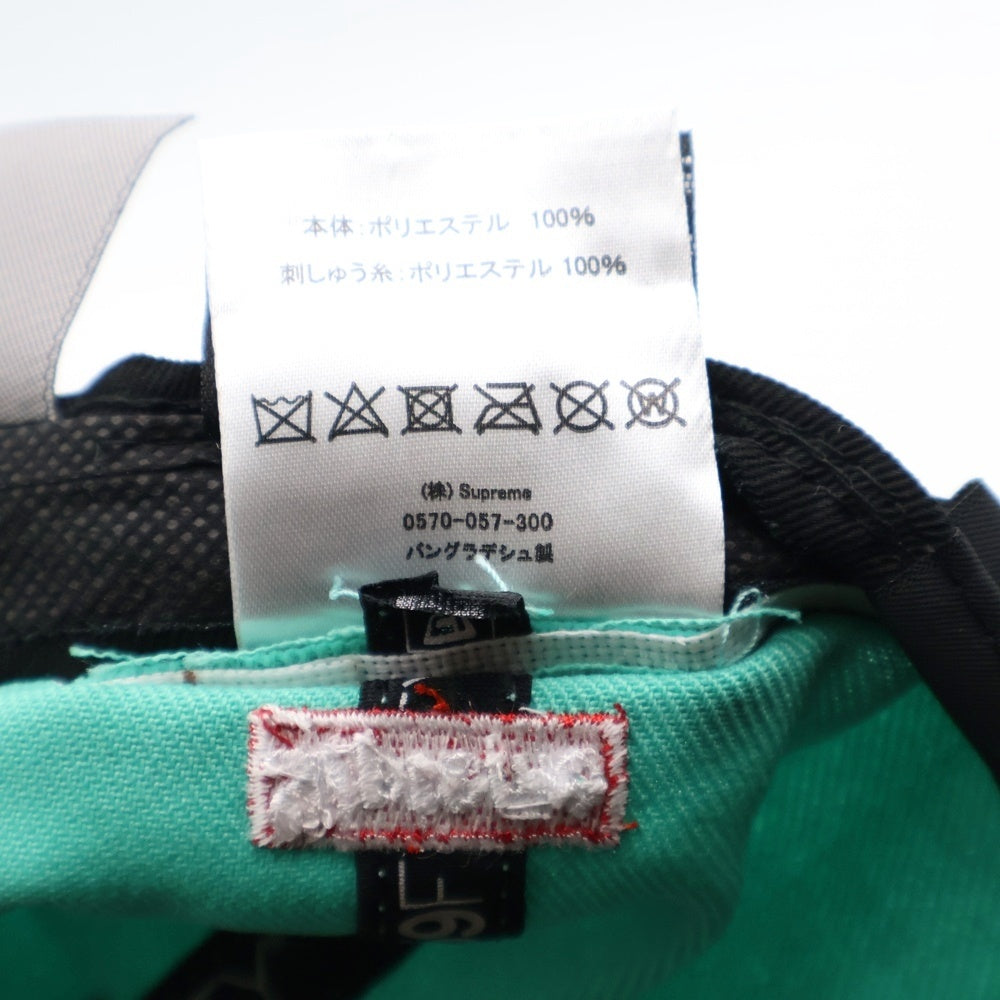 本体:ポリエステル 100%
刺しゅう糸:ポリエステル 100%
(株) Supreme
0570-057-300
バングラデシュ製
9F